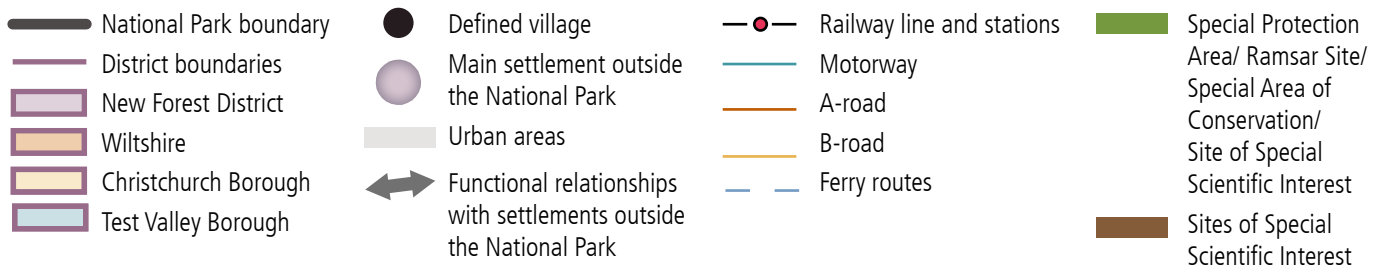 National Park boundary
District boundaries
New Forest District
Wiltshire
Christchurch Borough
Test Valley Borough
Defined village
Main settlement outside
the National Park
Urban areas
Functional relationships
with settlements outside
the National Park
Railway line and stations
Motorway
A-road
B-road
Ferry routes
Special Protection
Area/ Ramsar Site/
Special Area of
Conservation/
Site of Special
Scientific Interest
Sites of Special
Scientific Interest